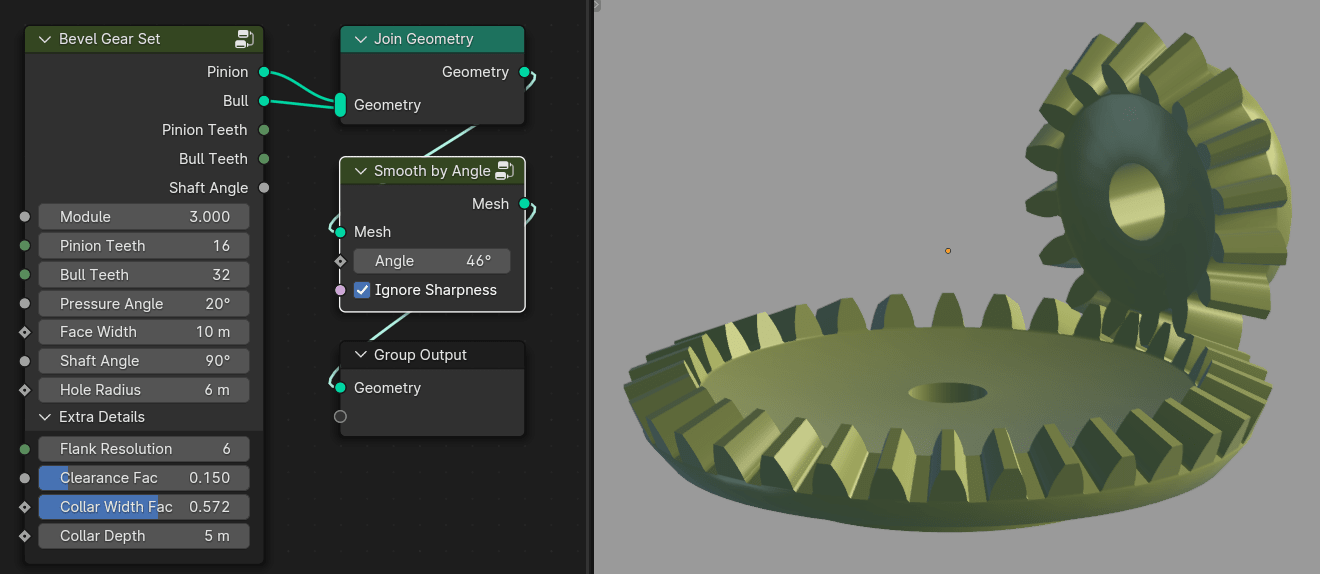 Bevel Gear Set
Pinion
Bull
Pinion Teeth
Bull Teeth
Shaft Angle
Module 3.000
Pinion Teeth 16
Bull Teeth 32
Pressure Angle 20°
Face Width 10 m
Shaft Angle 90°
Hole Radius 6 m
Extra Details
Flank Resolution 6
Clearance Fac 0.150
Collar Width Fac 0.572
Collar Depth 5 m
Join Geometry
Geometry
Geometry
Smooth by Angle
Mesh
Mesh
Angle 46°
Ignore Sharpness
Group Output
Geometry